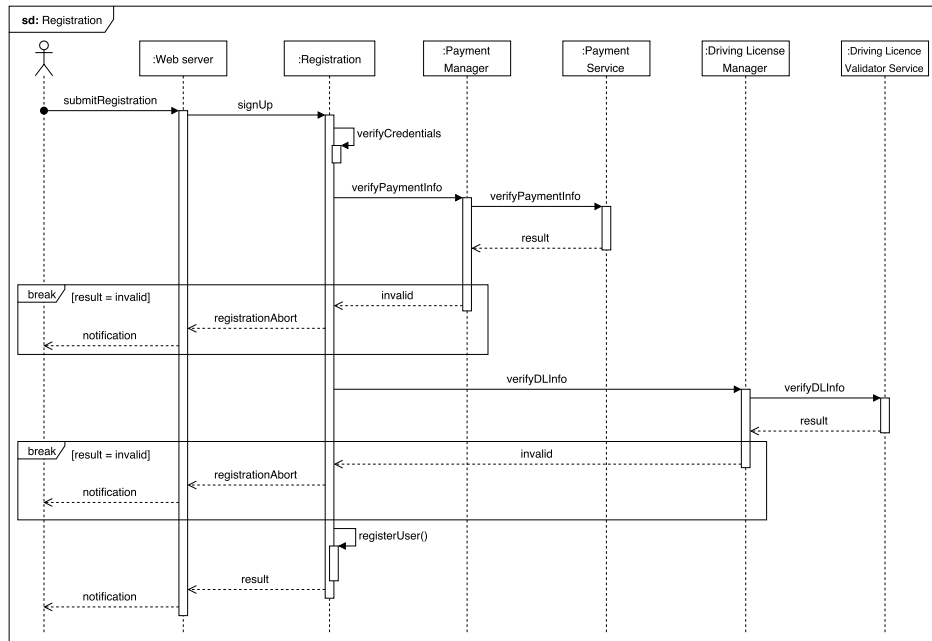 sd: Registration
:Web server
:Registration
:Payment
Manager
:Payment
Service
:Driving License
Manager
:Driving Licence
Validator Service
submitRegistration
signUp
verifyCredentials
verifyPaymentInfo
verifyPaymentInfo
result
break
[result = invalid]
invalid
registrationAbort
notification
verifyDLInfo
verifyDLInfo
result
break
[result = invalid]
invalid
registrationAbort
notification
registerUser()
result
notification